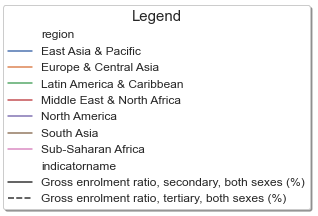 Legend
region
East Asia & Pacific
Europe & Central Asia
Latin America & Caribbean
Middle East & North Africa
North America
South Asia
Sub-Saharan Africa
indicatorname
Gross enrolment ratio, secondary, both sexes (%)
Gross enrolment ratio, tertiary, both sexes (%)